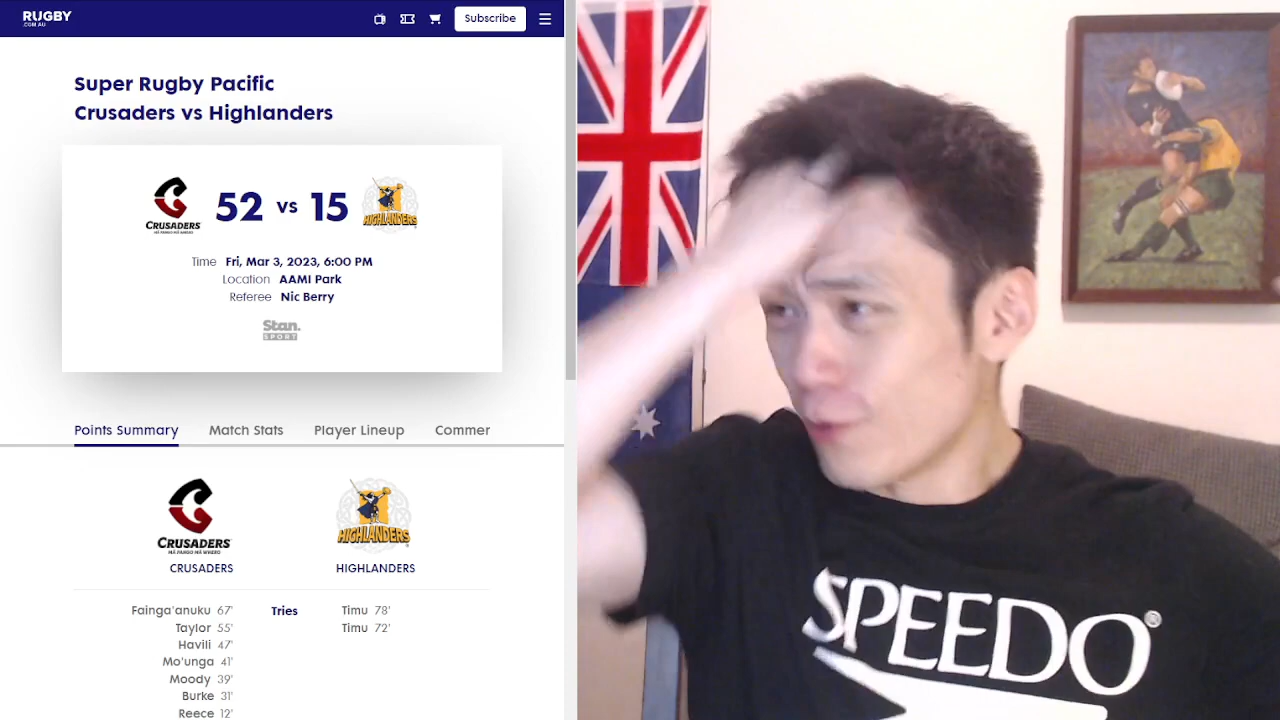 RUGBY
.COM.AU
Subscribe
Super Rugby Pacific
Crusaders vs Highlanders
CRUSADERS
52 vs 15
HIGHLANDERS
Time Fri, Mar 3, 2023, 6:00 PM
Location AAMI Park
Referee Nic Berry
Stan.
SPORT
Points Summary Match Stats Player Lineup Commer
CRUSADERS
HIGHLANDERS
CRUSADERS HIGHLANDERS
Fainga'anuku 67' Tries Timu 78'
Taylor 55' Timu 72'
Havili 47'
Mo'unga 41'
Moody 39'
Burke 31'
Reece 12'
SPEEDO®